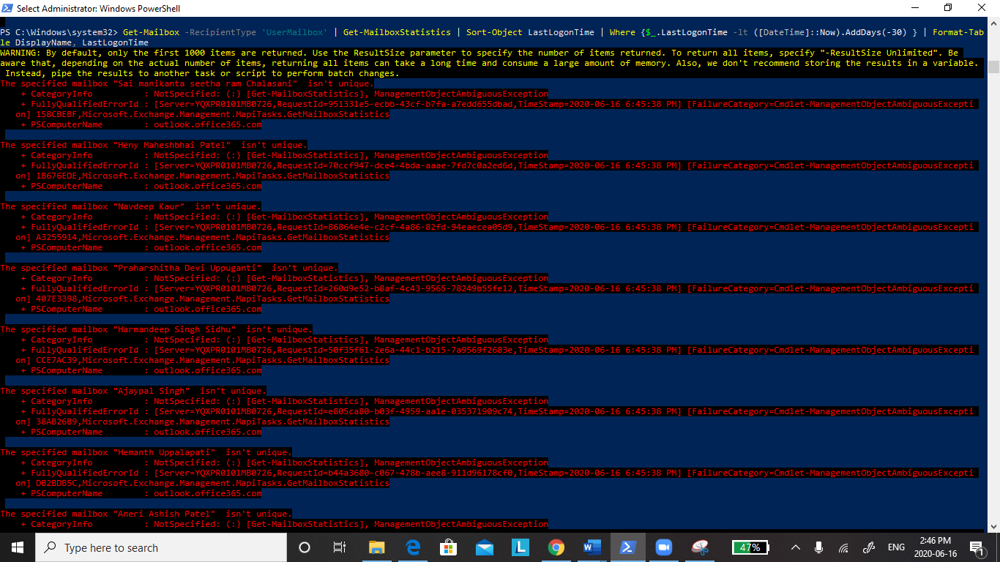 Select Administrator: Windows PowerShell
PS C:\Windows\system32> Get-Mailbox -RecipientType 'UserMailbox' | Get-MailboxStatistics | Sort-Object LastLogonTime | Where {$_.LastLogonTime -lt ([DateTime]::Now).AddDays(-30) } | Format-Tab
le DisplayName, LastLogonTime
WARNING: By default, only the first 1000 items are returned. Use the ResultSize parameter to specify the number of items returned. To return all items, specify "-ResultSize Unlimited". Be
aware that, depending on the actual number of items, returning all items can take a long time and consume a large amount of memory. Also, we don't recommend storing the results in a variable.
Instead, pipe the results to another task or script to perform batch changes.
The specified mailbox "Sai manikanta seetha ram Chalasani"  isn't unique.
+ CategoryInfo          : NotSpecified: (:) [Get-MailboxStatistics], ManagementObjectAmbiguousException
+ FullyQualifiedErrorId : [Server=YQXPR0101MB0726,RequestId=951331e5-ecbb-43cf-b7fa-a7edd655dbad,TimeStamp=2020-06-16 6:45:38 PM] [FailureCategory=Cmdlet-ManagementObjectAmbiguousExcepti
on] 158CBEBF,Microsoft.Exchange.Management.MapiTasks.GetMailboxStatistics
+ PSComputerName        : outlook.office365.com
The specified mailbox "Heny Maheshbhai Patel"  isn't unique.
+ CategoryInfo          : NotSpecified: (:) [Get-MailboxStatistics], ManagementObjectAmbiguousException
+ FullyQualifiedErrorId : [Server=YQXPR0101MB0726,RequestId=70ccf947-dce4-4bda-aaae-7fd7c0a2ed6d,TimeStamp=2020-06-16 6:45:38 PM] [FailureCategory=Cmdlet-ManagementObjectAmbiguousExcepti
on] 1B676EDE,Microsoft.Exchange.Management.MapiTasks.GetMailboxStatistics
+ PSComputerName        : outlook.office365.com
The specified mailbox "Navdeep Kaur"  isn't unique.
+ CategoryInfo          : NotSpecified: (:) [Get-MailboxStatistics], ManagementObjectAmbiguousException
+ FullyQualifiedErrorId : [Server=YQXPR0101MB0726,RequestId=86864e4e-c2cf-4a86-82fd-94eaecea05d9,TimeStamp=2020-06-16 6:45:38 PM] [FailureCategory=Cmdlet-ManagementObjectAmbiguousExcepti
on] A3255914,Microsoft.Exchange.Management.MapiTasks.GetMailboxStatistics
+ PSComputerName        : outlook.office365.com
The specified mailbox "Praharshitha Devi Uppuganti"  isn't unique.
+ CategoryInfo          : NotSpecified: (:) [Get-MailboxStatistics], ManagementObjectAmbiguousException
+ FullyQualifiedErrorId : [Server=YQXPR0101MB0726,RequestId=260d9e52-b8af-4c43-9565-78249b55fe12,TimeStamp=2020-06-16 6:45:38 PM] [FailureCategory=Cmdlet-ManagementObjectAmbiguousExcepti
on] 407E3398,Microsoft.Exchange.Management.MapiTasks.GetMailboxStatistics
+ PSComputerName        : outlook.office365.com
The specified mailbox "Harmandeep Singh Sidhu"  isn't unique.
+ CategoryInfo          : NotSpecified: (:) [Get-MailboxStatistics], ManagementObjectAmbiguousException
+ FullyQualifiedErrorId : [Server=YQXPR0101MB0726,RequestId=50f35f61-2e6a-44c1-b215-7a9569f2683e,TimeStamp=2020-06-16 6:45:38 PM] [FailureCategory=Cmdlet-ManagementObjectAmbiguousExcepti
on] CCE7AC39,Microsoft.Exchange.Management.MapiTasks.GetMailboxStatistics
+ PSComputerName        : outlook.office365.com
The specified mailbox "Ajaypal Singh"  isn't unique.
+ CategoryInfo          : NotSpecified: (:) [Get-MailboxStatistics], ManagementObjectAmbiguousException
+ FullyQualifiedErrorId : [Server=YQXPR0101MB0726,RequestId=e805ca80-b03f-4959-aa1e-035371909c74,TimeStamp=2020-06-16 6:45:38 PM] [FailureCategory=Cmdlet-ManagementObjectAmbiguousExcepti
on] 38AB26B9,Microsoft.Exchange.Management.MapiTasks.GetMailboxStatistics
+ PSComputerName        : outlook.office365.com
The specified mailbox "Hemanth Uppalapati"  isn't unique.
+ CategoryInfo          : NotSpecified: (:) [Get-MailboxStatistics], ManagementObjectAmbiguousException
+ FullyQualifiedErrorId : [Server=YQXPR0101MB0726,RequestId=b44a3680-c067-478b-aee8-911d96178cf0,TimeStamp=2020-06-16 6:45:38 PM] [FailureCategory=Cmdlet-ManagementObjectAmbiguousExcepti
on] DB2BDB5C,Microsoft.Exchange.Management.MapiTasks.GetMailboxStatistics
+ PSComputerName        : outlook.office365.com
The specified mailbox "Aneri Ashish Patel"  isn't unique.
+ CategoryInfo          : NotSpecified: (:) [Get-MailboxStatistics], ManagementObjectAmbiguousException
Type here to search
L
47%
ENG
2:46 PM
2020-06-16
1